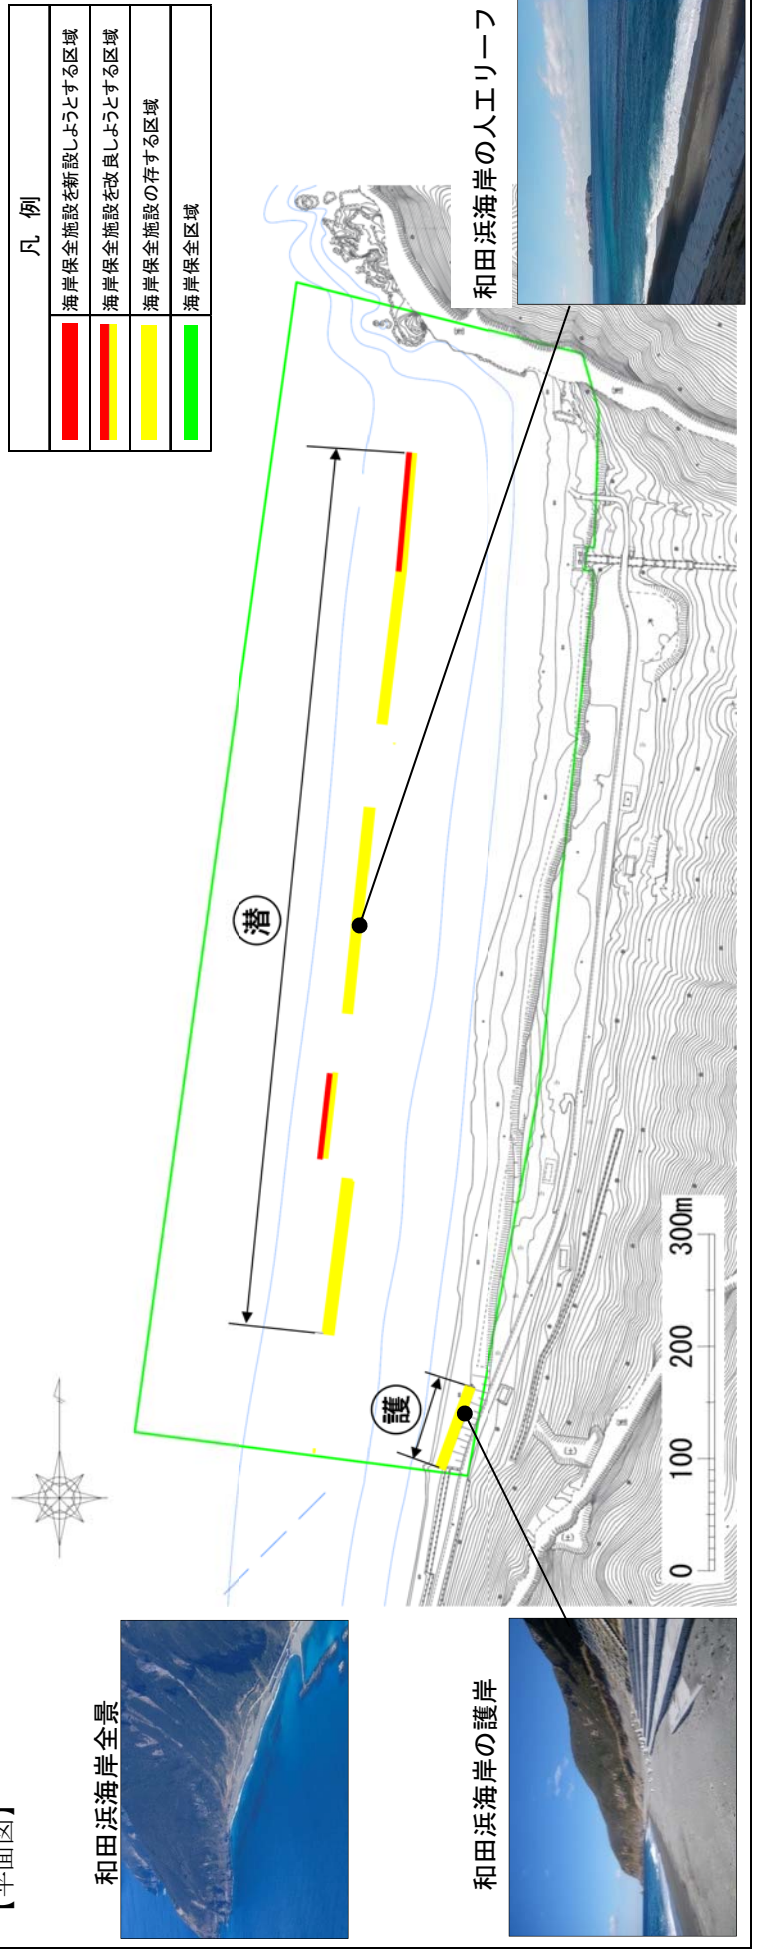 【平面図】
和田浜海岸全景
和田浜海岸の護岸
和田浜海岸の人工リーフ
凡例
海岸保全施設を新設しようとする区域
海岸保全施設を改良しようとする区域
海岸保全施設の存する区域
海岸保全区域
潜
護
0 100 200 300m